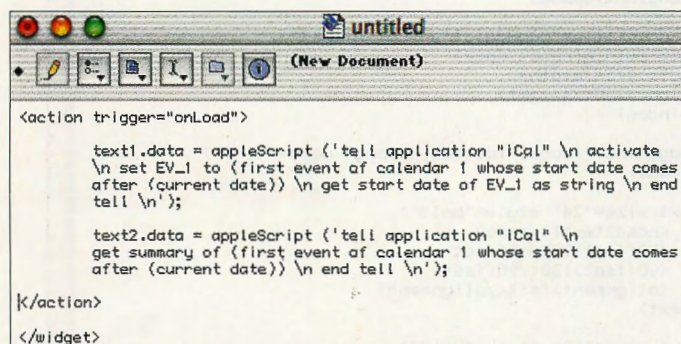 untitled
(New Document)
<action trigger="onLoad">
text1.data = appleScript ('tell application "iCal" \n activate
\n set EV_1 to (first event of calendar 1 whose start date comes
after (current date)) \n get start date of EV_1 as string \n end
tell \n');
text2.data = appleScript ('tell application "iCal" \n
get summary of (first event of calendar 1 whose start date comes
after (current date)) \n end tell \n');
</action>
</widget>